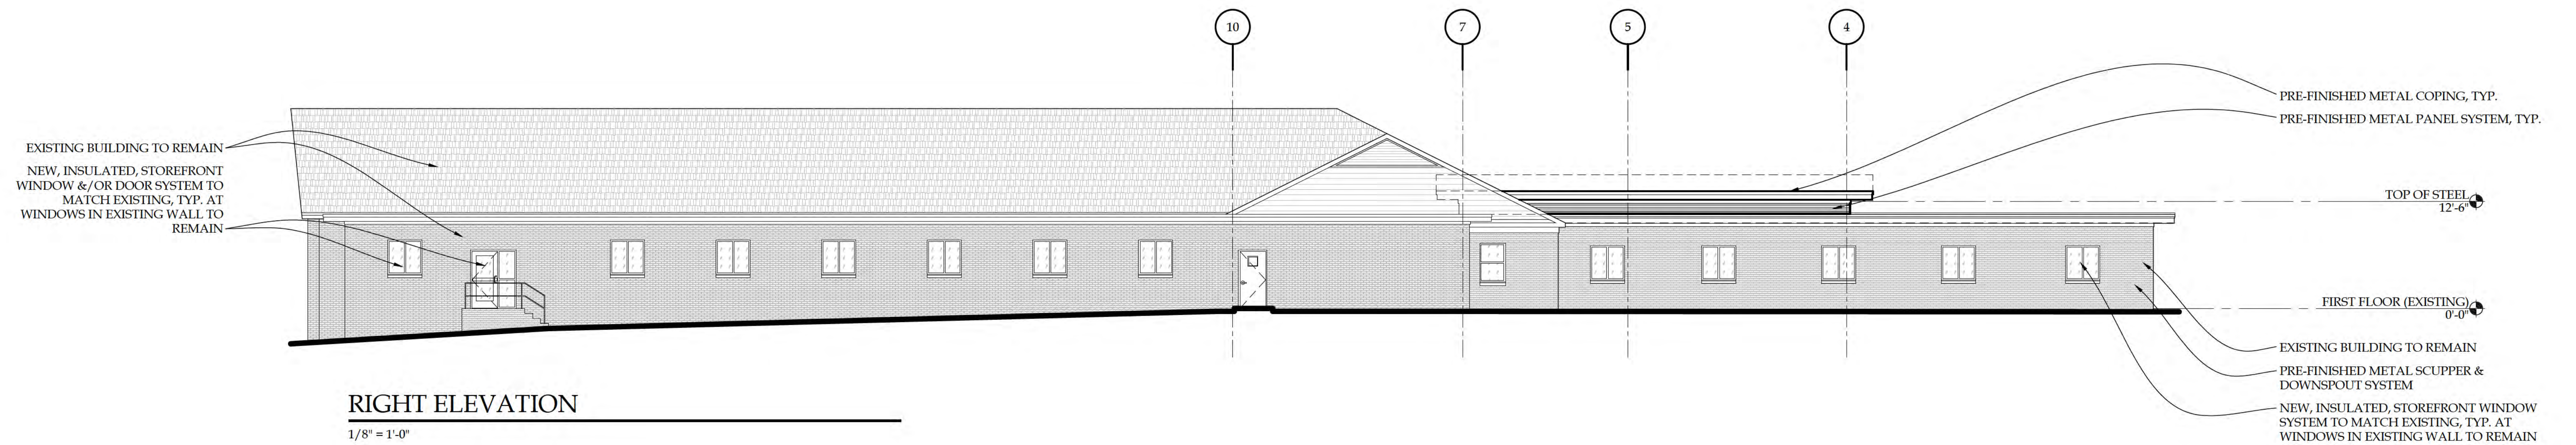 10
7
5
4
PRE-FINISHED METAL COPING, TYP.
PRE-FINISHED METAL PANEL SYSTEM, TYP.
EXISTING BUILDING TO REMAIN
NEW, INSULATED, STOREFRONT
WINDOW &/OR DOOR SYSTEM TO
MATCH EXISTING, TYP. AT
WINDOWS IN EXISTING WALL TO
REMAIN
TOP OF STEEL
12'-6"
FIRST FLOOR (EXISTING)
0'-0"
EXISTING BUILDING TO REMAIN
PRE-FINISHED METAL SCUPPER &
DOWNSPOUT SYSTEM
NEW, INSULATED, STOREFRONT WINDOW
SYSTEM TO MATCH EXISTING, TYP. AT
WINDOWS IN EXISTING WALL TO REMAIN
RIGHT ELEVATION
1/8" = 1'-0"